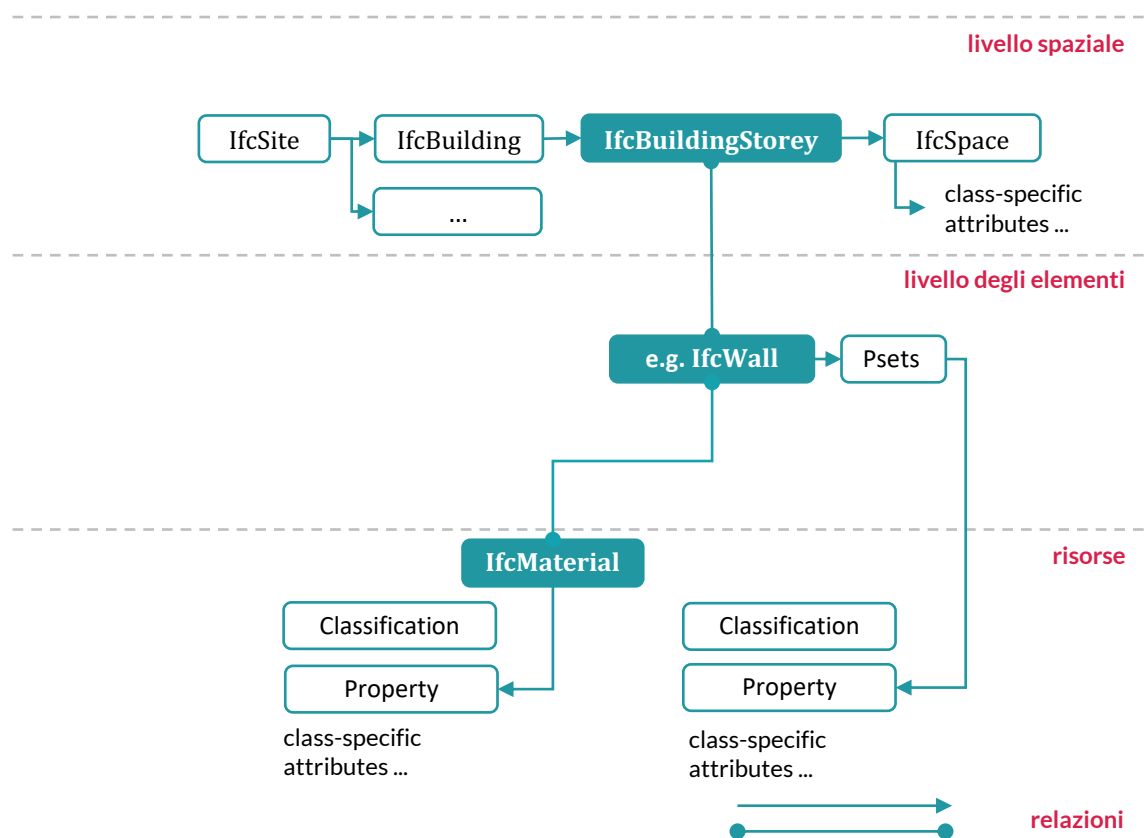 livello spaziale
IfcSite
IfcBuilding
IfcBuildingStorey
IfcSpace
...
class-specific
attributes ...
livello degli elementi
e.g. IfcWall
Psets
risorse
IfcMaterial
Classification
Property
class-specific
attributes ...
Classification
Property
class-specific
attributes ...
relazioni